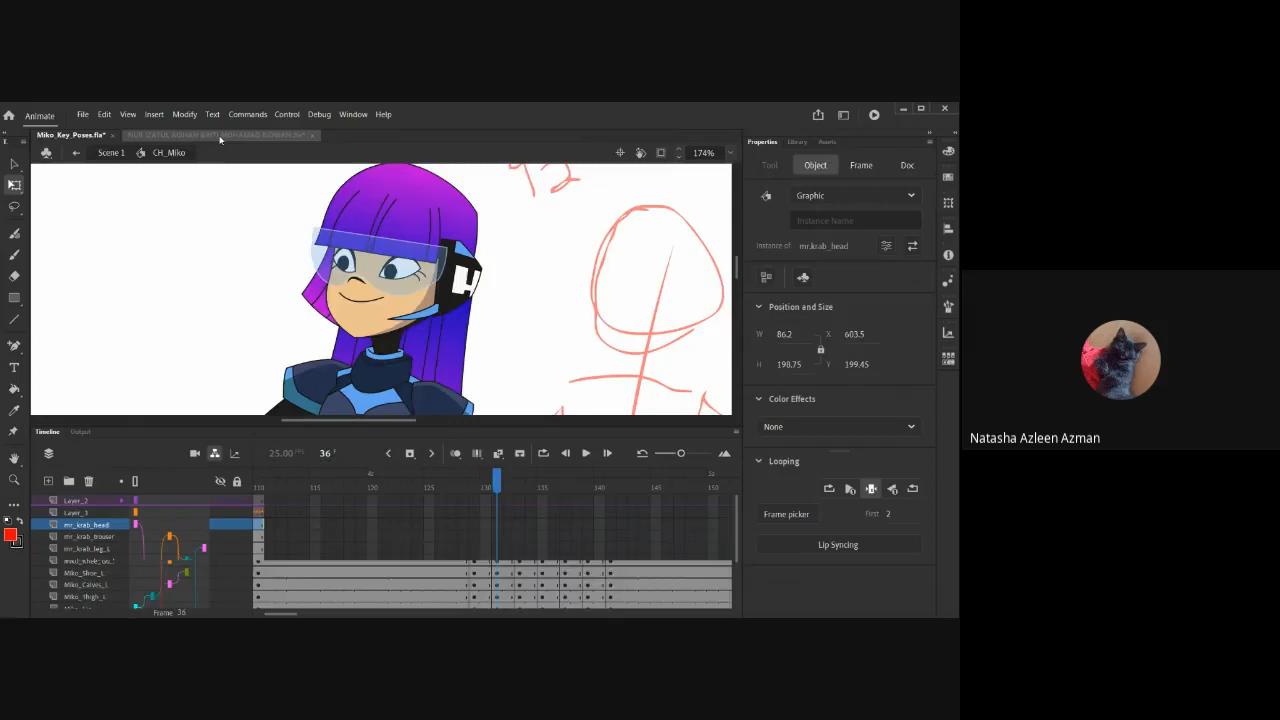 Animate File Edit View Insert Modify Text Commands Control Debug Window Help
Miko_Key_Poses.fla* ×
Scene 1 CH_Miko 174%
92
H
Properties Library Assets
Tool Object Frame Doc
Graphic
Instance Name
Instance of mr.krab_head
Position and Size
W 86.2 X 603.5
H 198.75 Y 199.45
Color Effects
None
Looping
Frame picker First 2
Lip Syncing
Timeline Output
25.00 FPS 36 F
4s 5s
110 115 120 125 130 135 140 145 150
Layer_2
Layer_3
mr_krab_head
mr_krab_trouser
mr_krab_leg_L
Miko_Shoe_L
Miko_Calves_L
Miko_Thigh_L
Frame 36
Natasha Azleen Azman